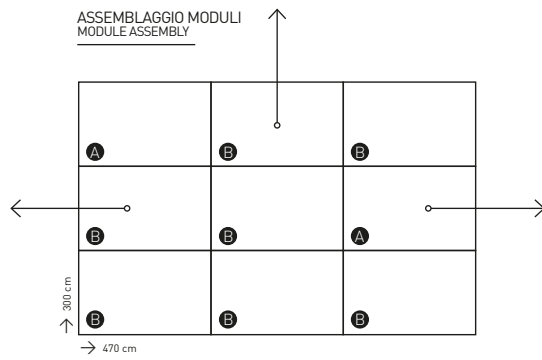 ASSEMBLAGGIO MODULI
MODULE ASSEMBLY
A B B
B B A
B B B
300 cm
470 cm